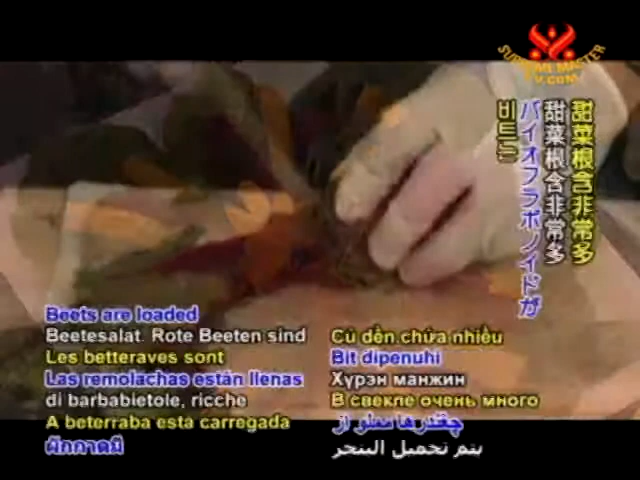 SUPREME MASTER
TV.COM
甜菜根含非常多
甜菜根含非常多
バイオフラボノイドが
비트는
Beets are loaded
Beetesalat. Rote Beeten sind
Les betteraves sont
Las remolachas están llenas
di barbabietole, ricche
A beterraba esta carregada
ผักกาดมี
Củ dền chứa nhiều
Bit dipenuhi
Хүрэн манжин
В свекле очень много
چغندرها مملو از
يتم تحميل البنجر